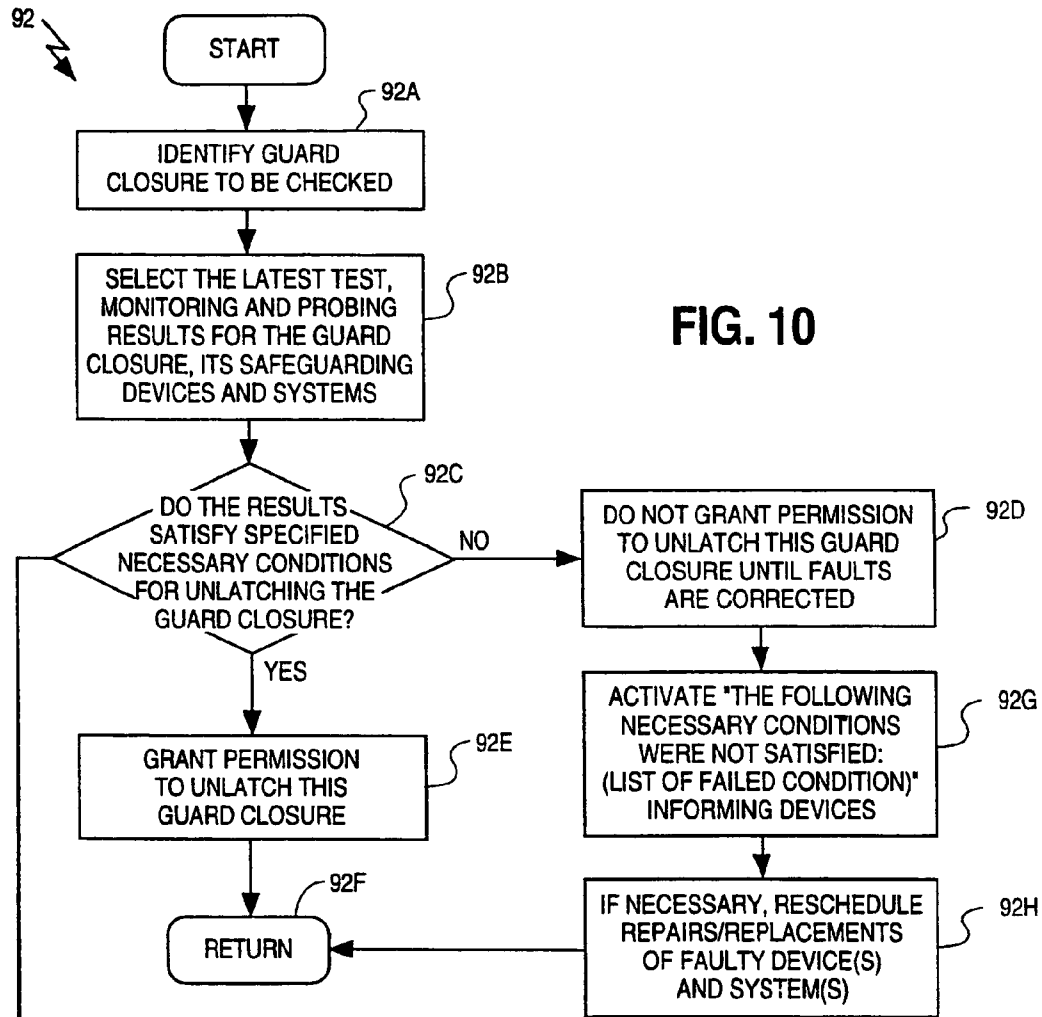 92
START
92A
IDENTIFY GUARD
CLOSURE TO BE CHECKED
92B
SELECT THE LATEST TEST,
MONITORING AND PROBING
RESULTS FOR THE GUARD
CLOSURE, ITS SAFEGUARDING
DEVICES AND SYSTEMS
FIG. 10
92C
DO THE RESULTS
SATISFY SPECIFIED
NECESSARY CONDITIONS
FOR UNLATCHING THE
GUARD CLOSURE?
NO
YES
92D
DO NOT GRANT PERMISSION
TO UNLATCH THIS GUARD
CLOSURE UNTIL FAULTS
ARE CORRECTED
92E
GRANT PERMISSION
TO UNLATCH THIS
GUARD CLOSURE
92G
ACTIVATE "THE FOLLOWING
NECESSARY CONDITIONS
WERE NOT SATISFIED:
(LIST OF FAILED CONDITION)"
INFORMING DEVICES
92F
RETURN
92H
IF NECESSARY, RESCHEDULE
REPAIRS/REPLACEMENTS
OF FAULTY DEVICE(S)
AND SYSTEM(S)